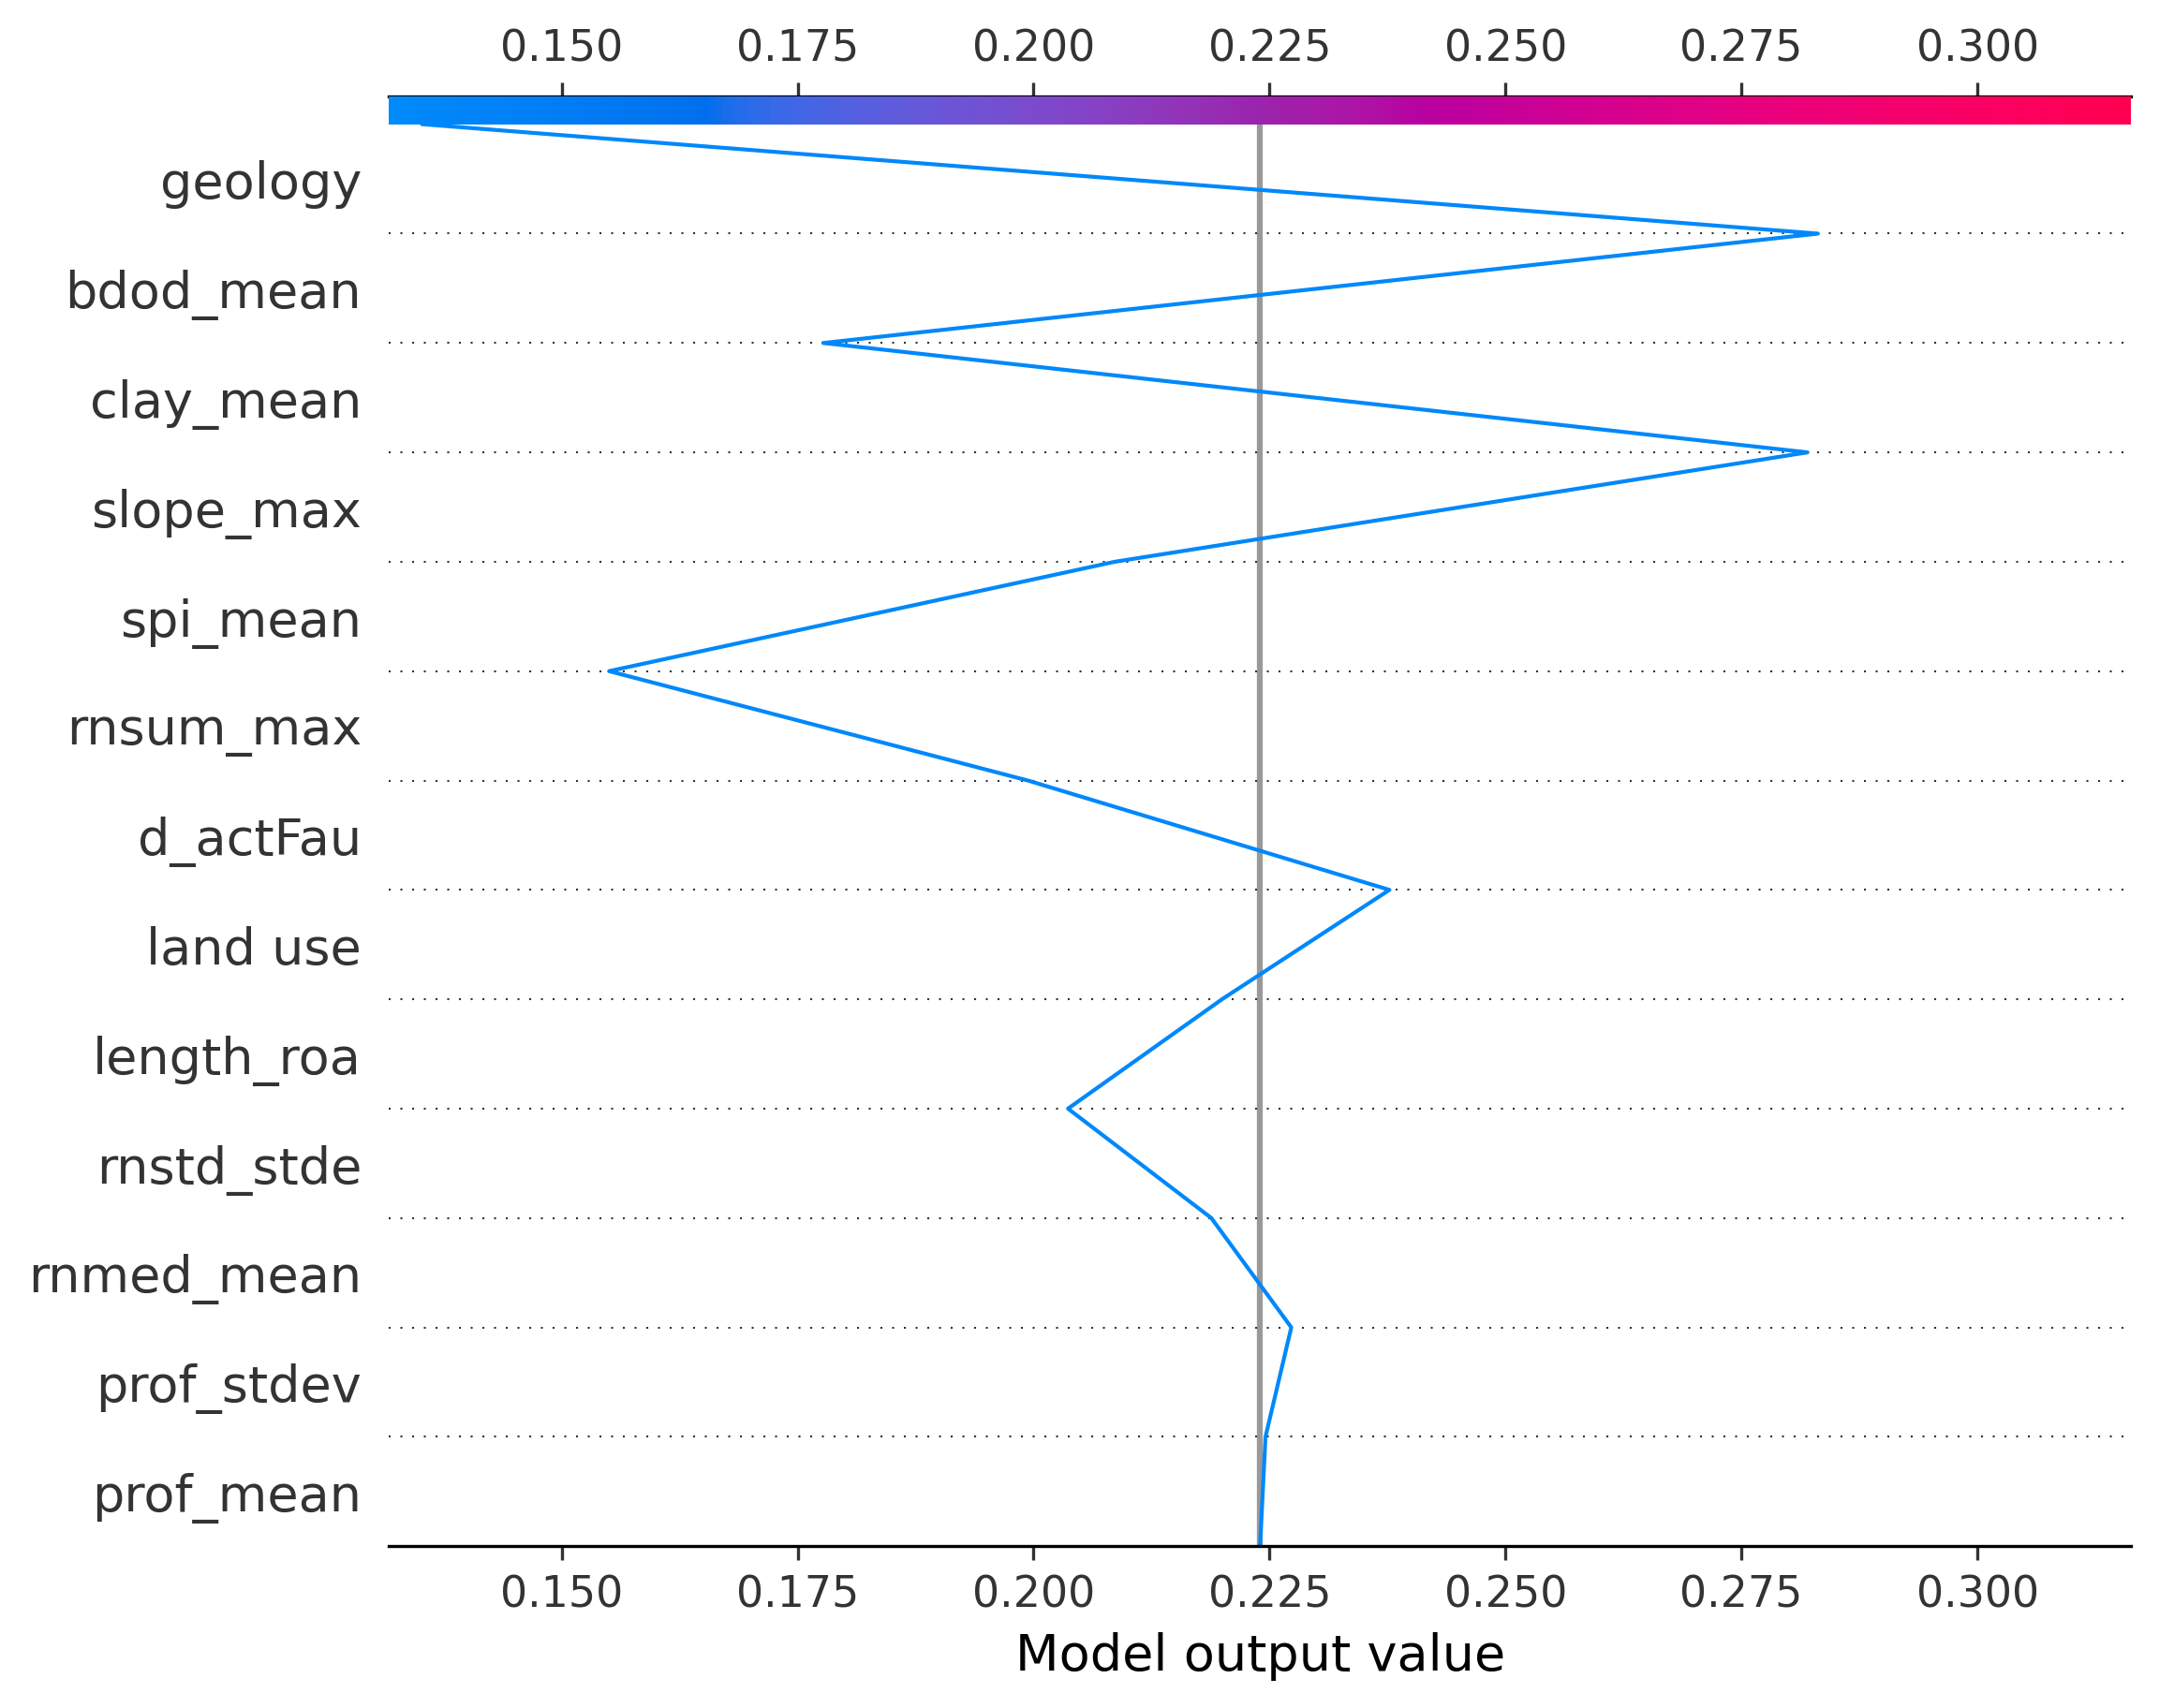 0.150 0.175 0.200 0.225 0.250 0.275 0.300
geology
bdod_mean
clay_mean
slope_max
spi_mean
rnsum_max
d_actFau
land use
length_roa
rnstd_stde
rnmed_mean
prof_stdev
prof_mean
0.150 0.175 0.200 0.225 0.250 0.275 0.300
Model output value